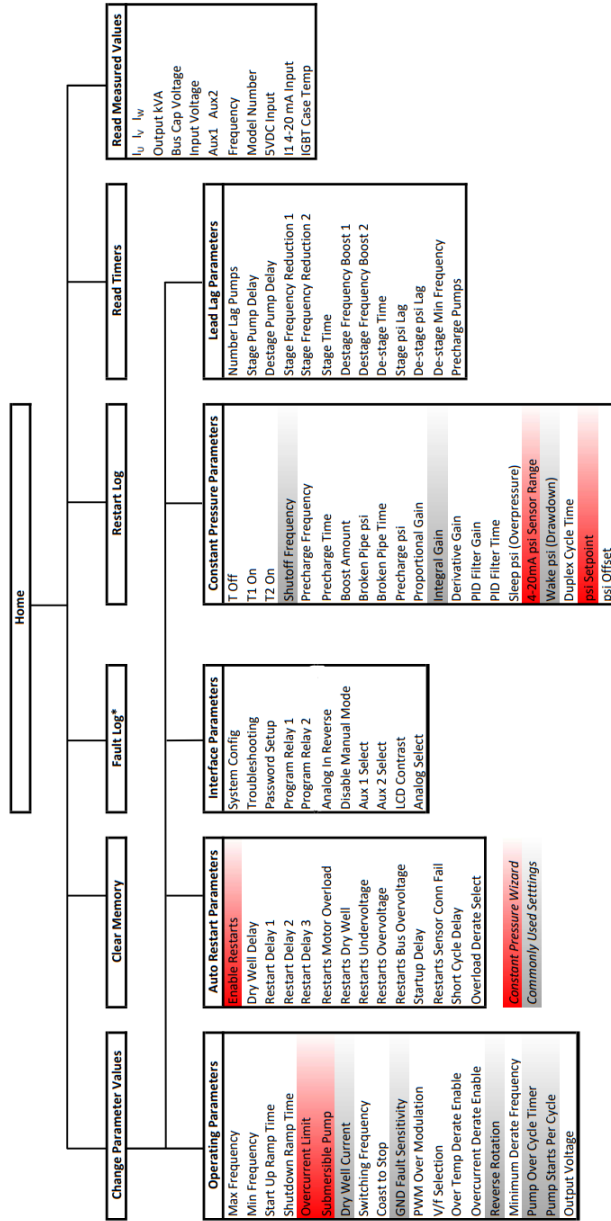 Home
Change Parameter Values
Clear Memory
Fault Log*
Restart Log
Read Timers
Read Measured Values
I_U I_V I_W
Output kVA
Bus Cap Voltage
Input Voltage
Aux1 Aux2
Frequency
Model Number
5VDC Input
I1 4-20 mA Input
IGBT Case Temp
Operating Parameters
Max Frequency
Min Frequency
Start Up Ramp Time
Shutdown Ramp Time
Overcurrent Limit
Submersible Pump
Dry Well Current
Switching Frequency
Coast to Stop
GND Fault Sensitivity
PWM Over Modulation
V/f Selection
Over Temp Derate Enable
Overcurrent Derate Enable
Reverse Rotation
Minimum Derate Frequency
Pump Over Cycle Timer
Pump Starts Per Cycle
Output Voltage
Auto Restart Parameters
Enable Restarts
Dry Well Delay
Restart Delay 1
Restart Delay 2
Restart Delay 3
Restarts Motor Overload
Restarts Dry Well
Restarts Undervoltage
Restarts Overvoltage
Restarts Bus Overvoltage
Startup Delay
Restarts Sensor Conn Fail
Short Cycle Delay
Overload Derate Select
Constant Pressure Wizard
Commonly Used Setttings
Interface Parameters
System Config
Troubleshooting
Password Setup
Program Relay 1
Program Relay 2
Analog In Reverse
Disable Manual Mode
Aux 1 Select
Aux 2 Select
LCD Contrast
Analog Select
Constant Pressure Parameters
T Off
T1 On
T2 On
Shutoff Frequency
Precharge Frequency
Precharge Time
Boost Amount
Broken Pipe psi
Broken Pipe Time
Precharge psi
Proportional Gain
Integral Gain
Derivative Gain
PID Filter Gain
PID Filter Time
Sleep psi (Overpressure)
4-20mA psi Sensor Range
Wake psi (Drawdown)
Duplex Cycle Time
psi Setpoint
psi Offset
Lead Lag Parameters
Number Lag Pumps
Stage Pump Delay
Destage Pump Delay
Stage Frequency Reduction 1
Stage Frequency Reduction 2
Stage Time
Destage Frequency Boost 1
Destage Frequency Boost 2
De-stage Time
Stage psi Lag
De-stage psi Lag
De-stage Min Frequency
Precharge Pumps